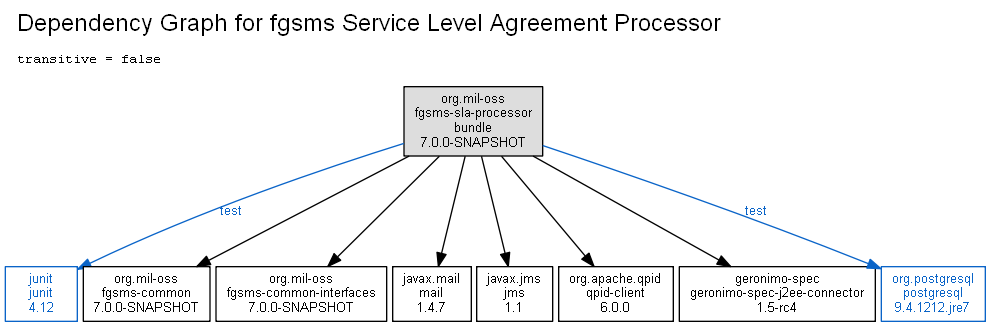 Dependency Graph for fgsms Service Level Agreement Processor
transitive = false
org.mil-oss
fgsms-sla-processor
bundle
7.0.0-SNAPSHOT
test
test
junit
junit
4.12
org.mil-oss
fgsms-common
7.0.0-SNAPSHOT
org.mil-oss
fgsms-common-interfaces
7.0.0-SNAPSHOT
javax.mail
mail
1.4.7
javax.jms
jms
1.1
org.apache.qpid
qpid-client
6.0.0
geronimo-spec
geronimo-spec-j2ee-connector
1.5-rc4
org.postgresql
postgresql
9.4.1212.jre7